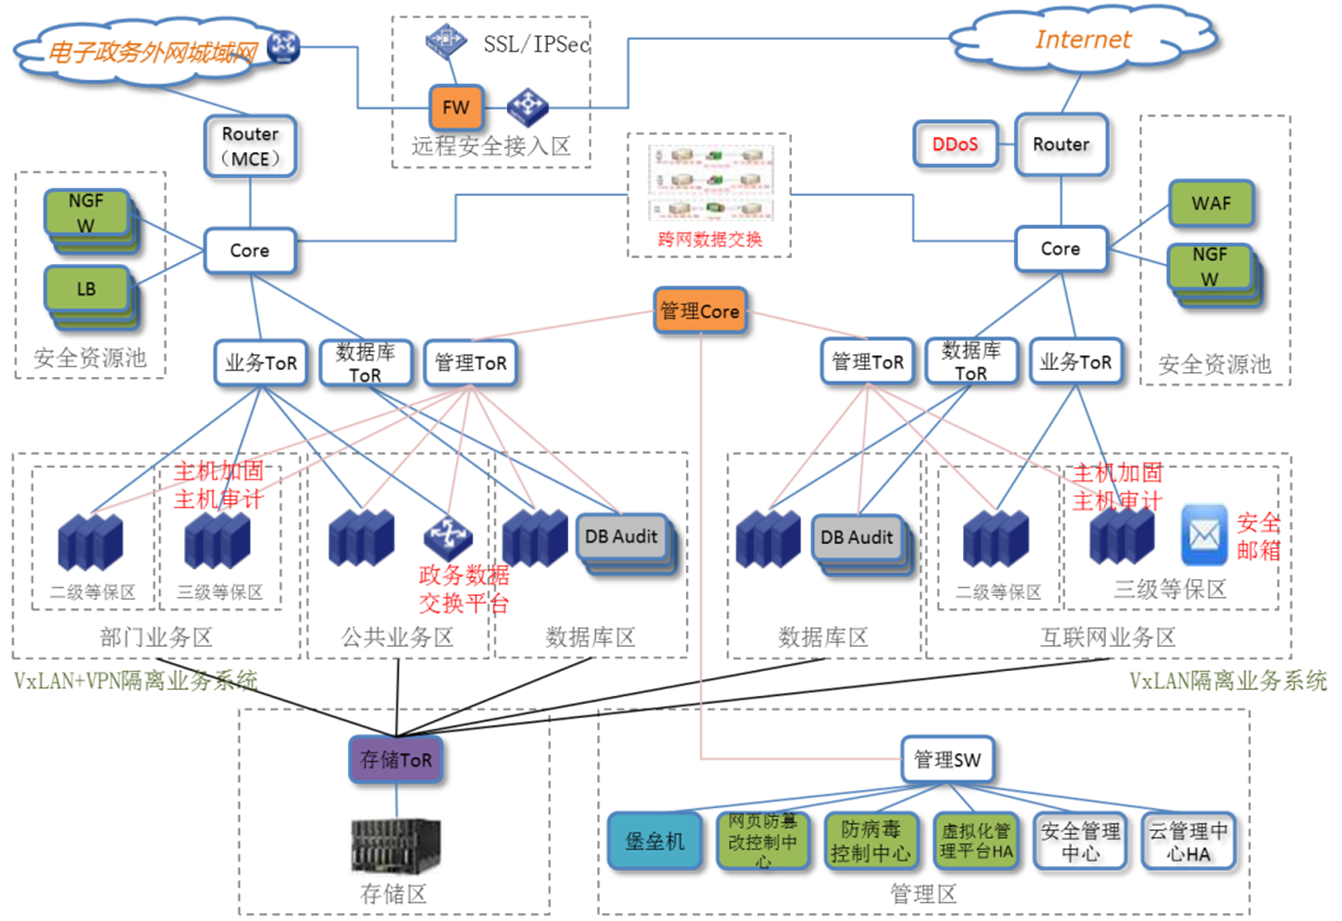 电子政务外网城域网
SSL/IPSec
FW
远程安全接入区
Internet
Router
（MCE）
DDoS
Router
NGF
W
LB
安全资源池
Core
跨网数据交换
Core
WAF
NGF
W
安全资源池
管理Core
业务ToR
数据库
ToR
管理ToR
管理ToR
数据库
ToR
业务ToR
主机加固
主机审计
二级等保区
三级等保区
部门业务区
政务数据
交换平台
公共业务区
DB Audit
数据库区
DB Audit
数据库区
主机加固
主机审计
安全
邮箱
二级等保区
三级等保区
互联网业务区
VxLAN+VPN隔离业务系统
VxLAN隔离业务系统
存储ToR
存储区
管理SW
堡垒机
网页防篡
改控制中
心
防病毒
控制中心
虚拟化管
理平台HA
安全管理
中心
云管理中
心HA
管理区